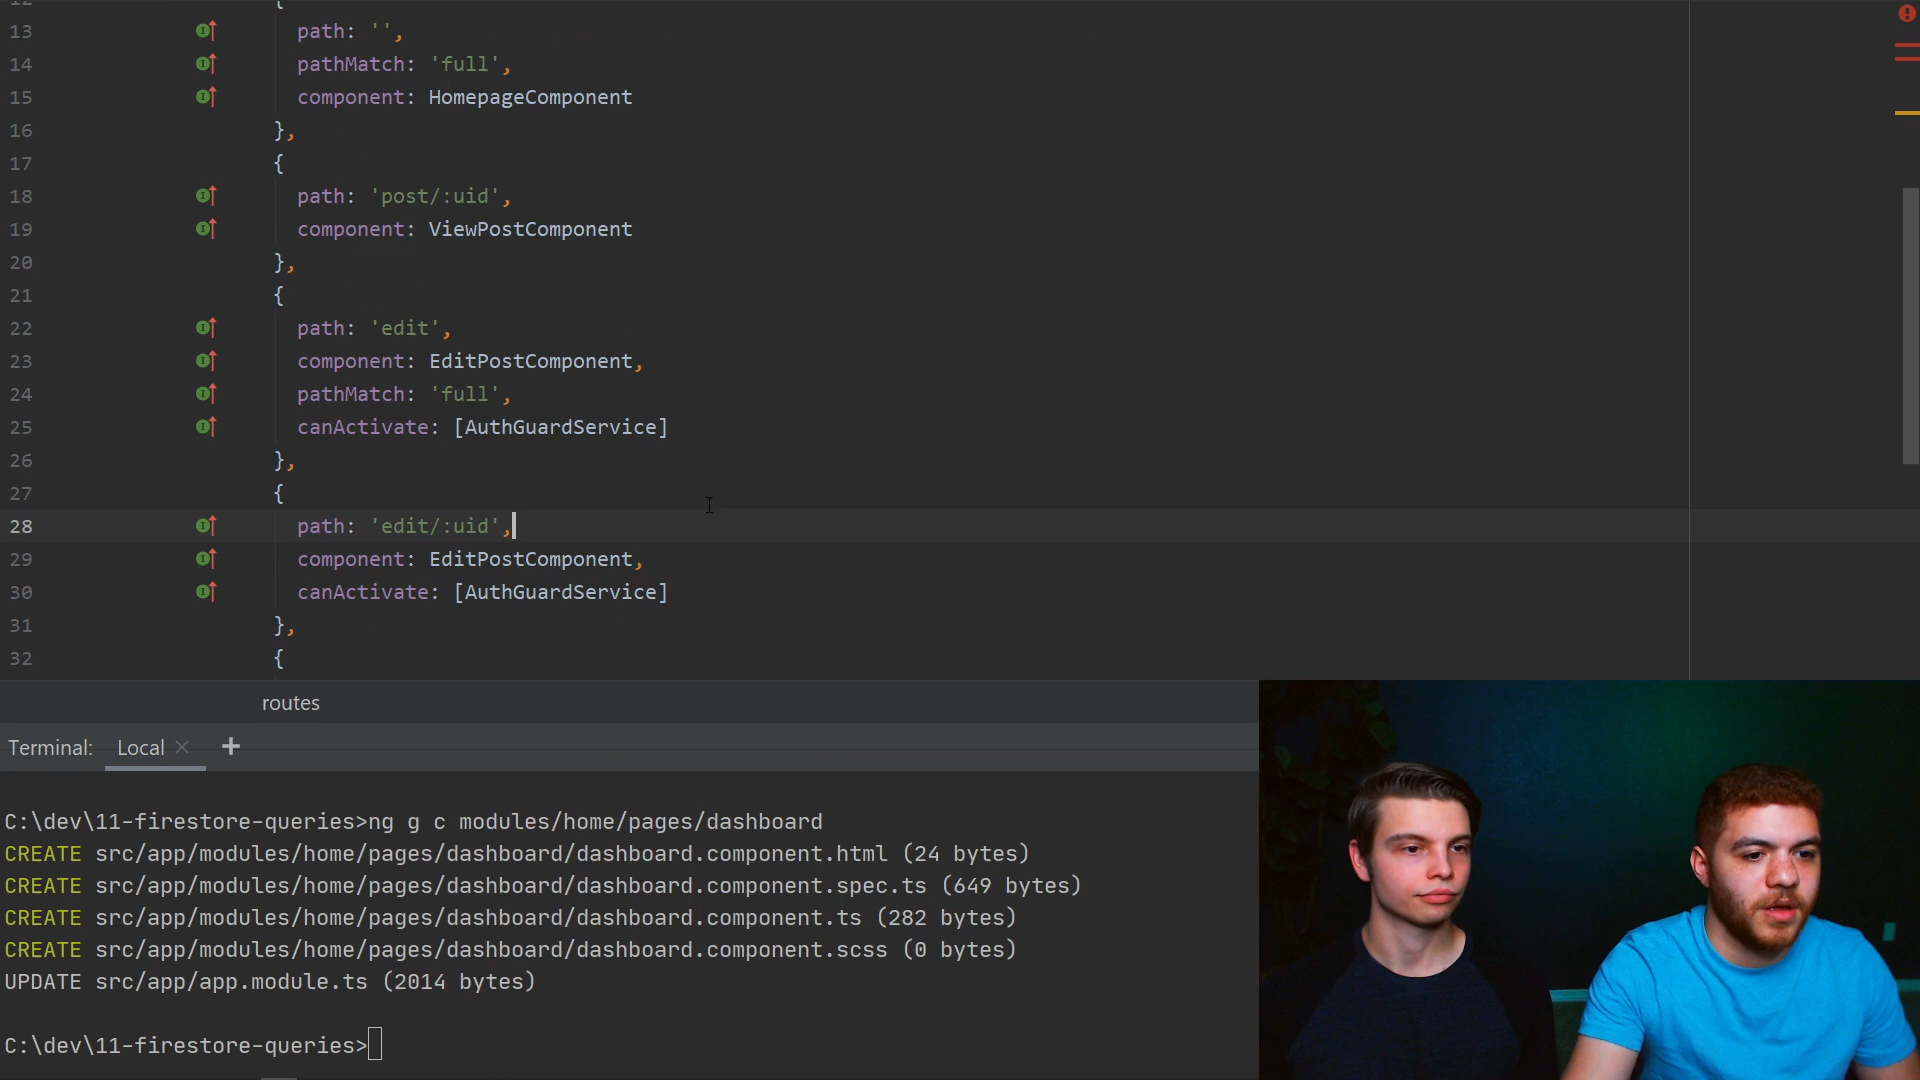 12 {
13 path: '',
14 pathMatch: 'full',
15 component: HomepageComponent
16 },
17 {
18 path: 'post/:uid',
19 component: ViewPostComponent
20 },
21 {
22 path: 'edit',
23 component: EditPostComponent,
24 pathMatch: 'full',
25 canActivate: [AuthGuardService]
26 },
27 {
28 path: 'edit/:uid',
29 component: EditPostComponent,
30 canActivate: [AuthGuardService]
31 },
32 {
routes
Terminal: Local +
C:\dev\11-firestore-queries>ng g c modules/home/pages/dashboard
CREATE src/app/modules/home/pages/dashboard/dashboard.component.html (24 bytes)
CREATE src/app/modules/home/pages/dashboard/dashboard.component.spec.ts (649 bytes)
CREATE src/app/modules/home/pages/dashboard/dashboard.component.ts (282 bytes)
CREATE src/app/modules/home/pages/dashboard/dashboard.component.scss (0 bytes)
UPDATE src/app/app.module.ts (2014 bytes)
C:\dev\11-firestore-queries>